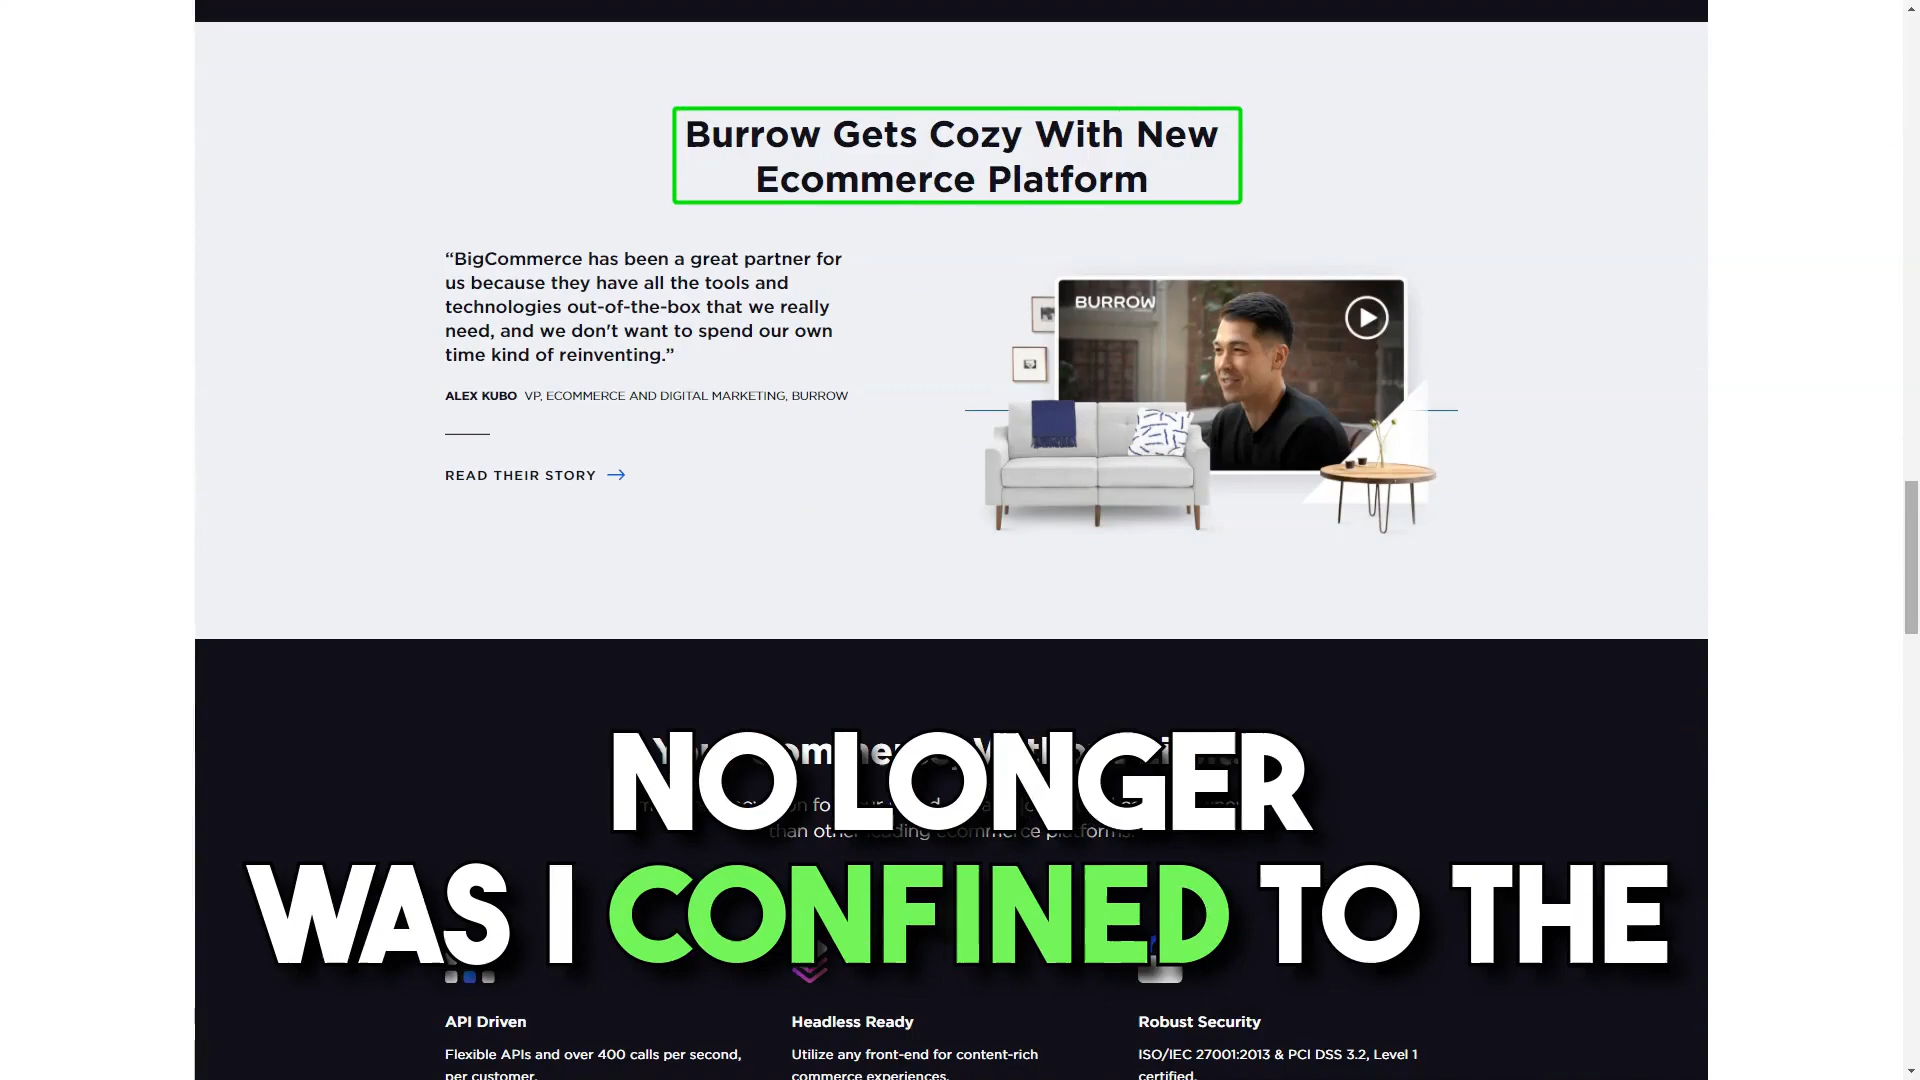 Burrow Gets Cozy With New
Ecommerce Platform
“BigCommerce has been a great partner for
us because they have all the tools and
technologies out-of-the-box that we really
need, and we don't want to spend our own
time kind of reinventing.”
ALEX KUBO VP, ECOMMERCE AND DIGITAL MARKETING, BURROW
READ THEIR STORY
BURROW
than other leading ecommerce platforms.
NO LONGER
WAS I CONFINED TO THE
API Driven
Flexible APIs and over 400 calls per second,
per customer.
Headless Ready
Utilize any front-end for content-rich
commerce experiences.
Robust Security
ISO/IEC 27001:2013 & PCI DSS 3.2, Level 1
certified.